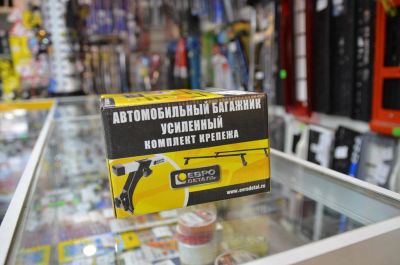 АВТОМОБИЛЬНЫЙ БАГАЖНИК
УСИЛЕННЫЙ
КОМПЛЕКТ КРЕПЕЖА
ЕВРО
ДЕТАЛЬ
www.evrodetal.ru